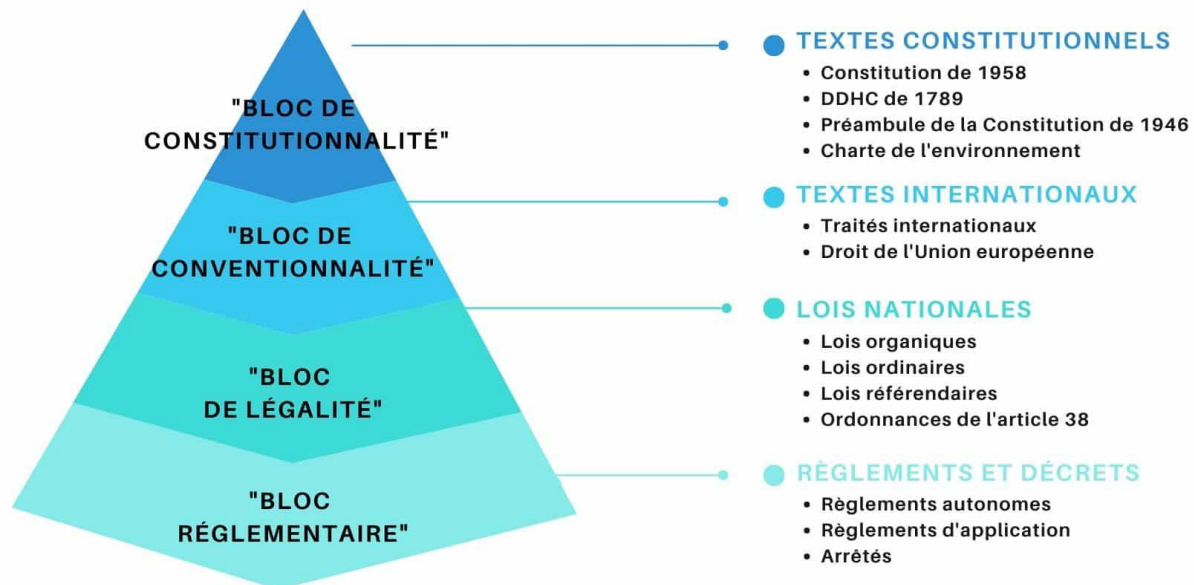 "BLOC DE
CONSTITUTIONNALITÉ"
TEXTES CONSTITUTIONNELS
• Constitution de 1958
• DDHC de 1789
• Préambule de la Constitution de 1946
• Charte de l'environnement
"BLOC DE
CONVENTIONNALITÉ"
TEXTES INTERNATIONAUX
• Traités internationaux
• Droit de l'Union européenne
"BLOC
DE LÉGALITÉ"
LOIS NATIONALES
• Lois organiques
• Lois ordinaires
• Lois référendaires
• Ordonnances de l'article 38
"BLOC
RÉGLEMENTAIRE"
RÈGLEMENTS ET DÉCRETS
• Règlements autonomes
• Règlements d'application
• Arrêtés